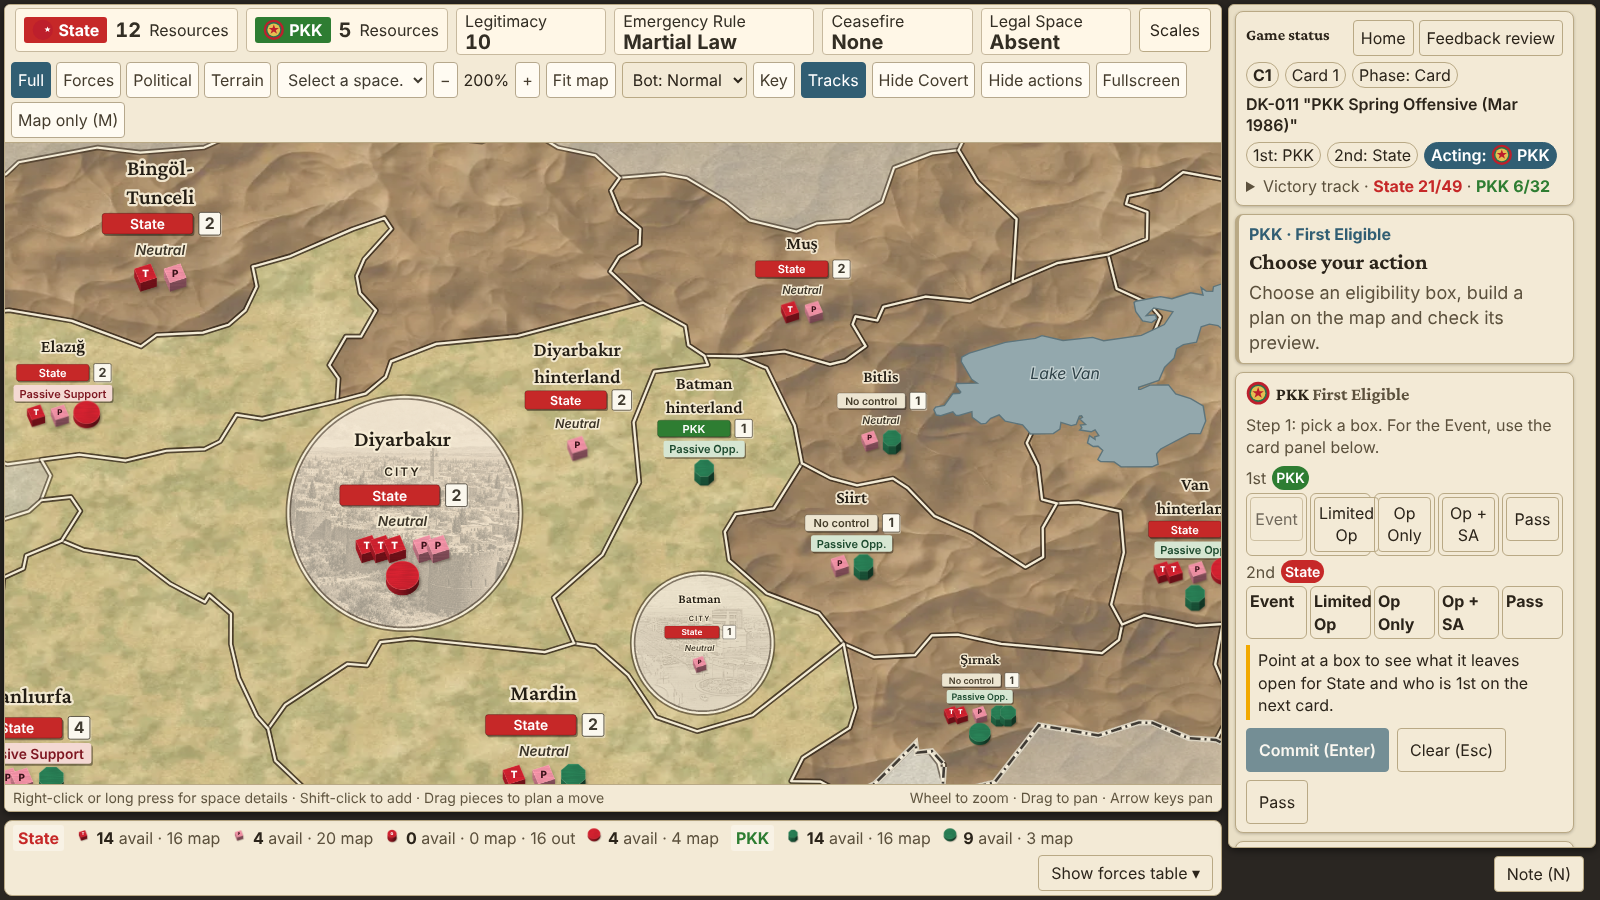 State 12 Resources
PKK 5 Resources
Legitimacy
10
Emergency Rule
Martial Law
Ceasefire
None
Legal Space
Absent
Scales
Full Forces Political Terrain Select a space. − 200% + Fit map Bot: Normal Key Tracks Hide Covert Hide actions Fullscreen
Map only (M)
Bingöl-
Tunceli
State 2
Neutral
T P
Muş
State 2
Neutral
T P
Elazığ
State 2
Passive Support
T P
Diyarbakır
hinterland
State 2
Neutral
P
Batman
hinterland
PKK 1
Passive Opp.
Bitlis
No control 1
Neutral
P
Lake Van
Diyarbakır
CITY
State 2
Neutral
T T T P P
Siirt
No control 1
Passive Opp.
P
Van
hinterlan
State
Passive Opp
T T P
Batman
CITY
State 1
Neutral
P
Şırnak
No control 1
Passive Opp.
T T P
anlıurfa
State 4
sive Support
P P
Mardin
State 2
Neutral
T P
Right-click or long press for space details · Shift-click to add · Drag pieces to plan a move
Wheel to zoom · Drag to pan · Arrow keys pan
State 14 avail · 16 map 4 avail · 20 map 0 avail · 0 map · 16 out 4 avail · 4 map PKK 14 avail · 16 map 9 avail · 3 map
Show forces table ▾
Game status Home Feedback review
C1 Card 1 Phase: Card
DK-011 "PKK Spring Offensive (Mar
1986)"
1st: PKK 2nd: State Acting: PKK
▶ Victory track · State 21/49 · PKK 6/32
PKK · First Eligible
Choose your action
Choose an eligibility box, build a
plan on the map and check its
preview.
PKK First Eligible
Step 1: pick a box. For the Event, use the
card panel below.
1st PKK
Event Limited Op Op Only Op + SA Pass
2nd State
Event Limited Op Op Only Op + SA Pass
Point at a box to see what it leaves
open for State and who is 1st on the
next card.
Commit (Enter) Clear (Esc)
Pass
Note (N)